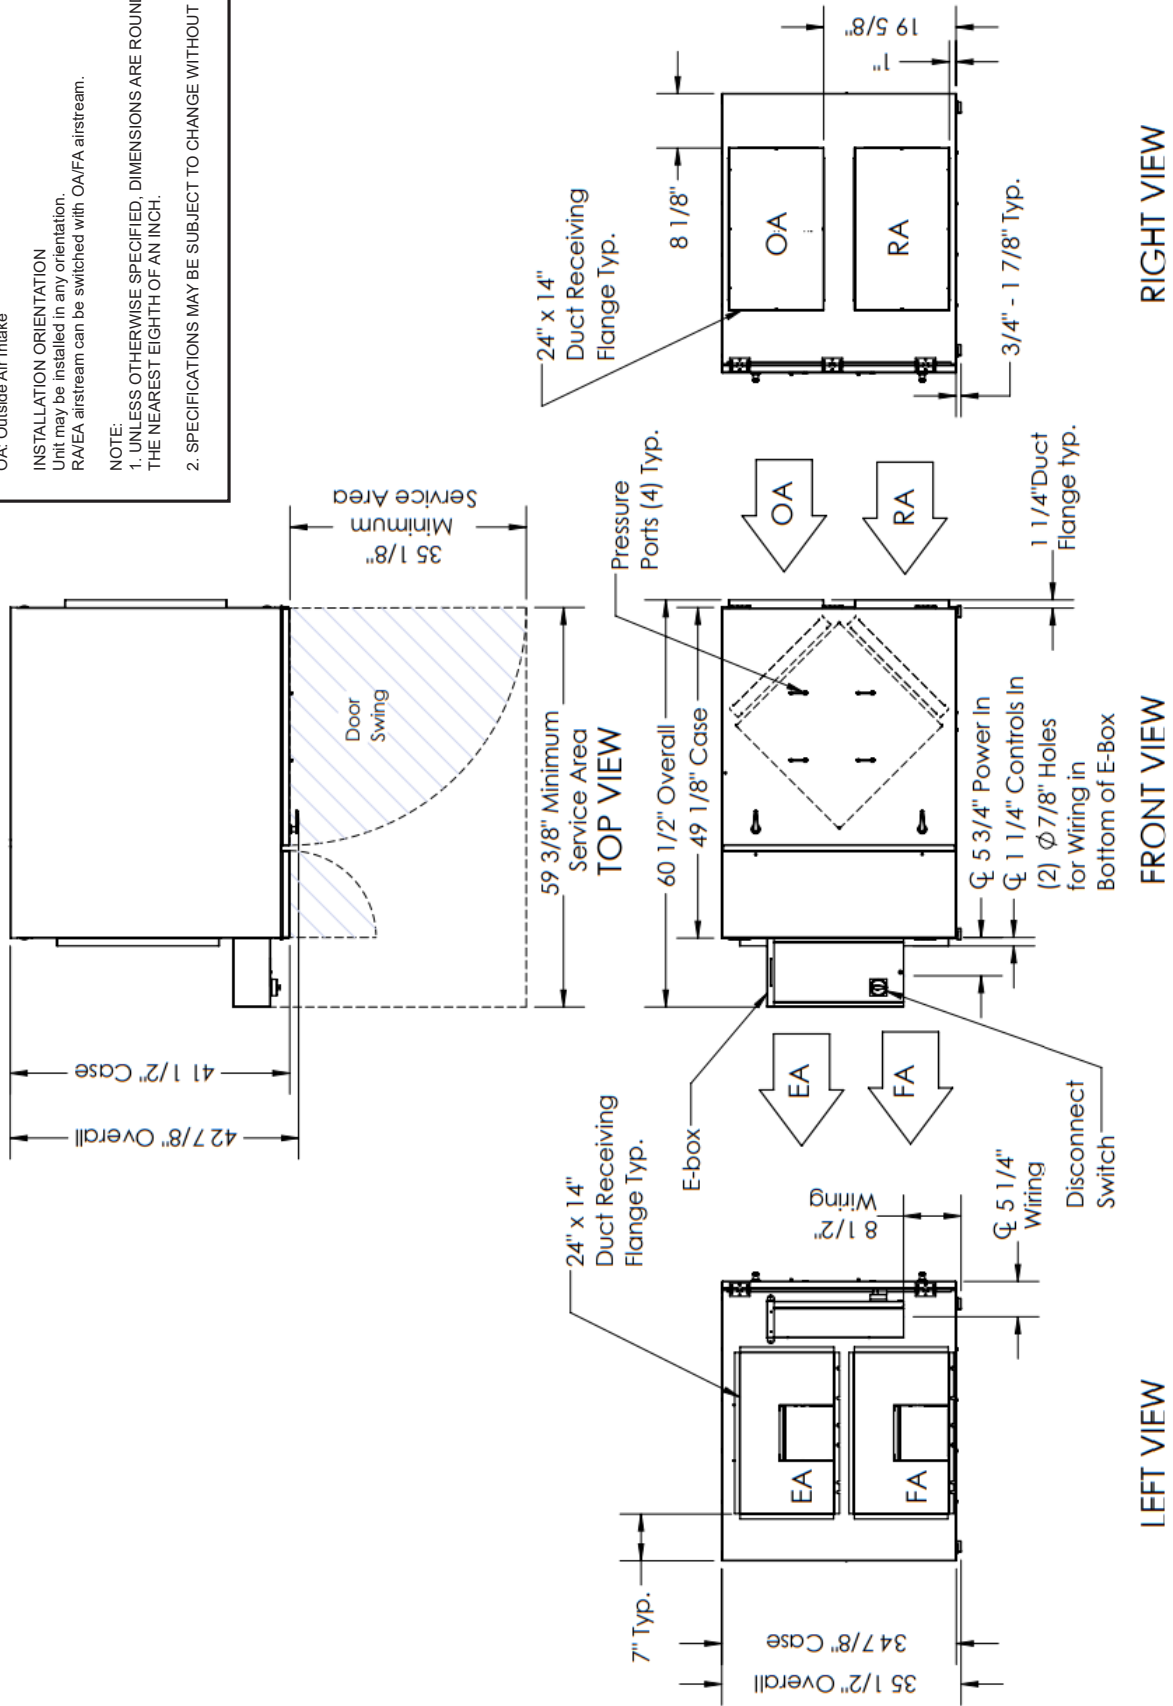 OA: Outside Air Intake
INSTALLATION ORIENTATION
Unit may be installed in any orientation.
RA/EA airstream can be switched with OA/FA airstream.
NOTE:
1. UNLESS OTHERWISE SPECIFIED, DIMENSIONS ARE ROUN
THE NEAREST EIGHTH OF AN INCH.
2. SPECIFICATIONS MAY BE SUBJECT TO CHANGE WITHOUT
42 7/8" Overall
41 1/2" Case
Door
Swing
35 1/8"
Minimum
Service Area
59 3/8" Minimum
Service Area
TOP VIEW
7" Typ.
35 1/2" Overall
34 7/8" Case
24" x 14"
Duct Receiving
Flange Typ.
EA
FA
8 1/2"
Wiring
℄ 5 1/4"
Wiring
LEFT VIEW
E-box
Disconnect
Switch
EA
FA
60 1/2" Overall
49 1/8" Case
Pressure
Ports (4) Typ.
OA
RA
℄ 5 3/4" Power In
℄ 1 1/4" Controls In
(2) Ø 7/8" Holes
for Wiring in
Bottom of E-Box
1 1/4"Duct
Flange typ.
FRONT VIEW
24" x 14"
Duct Receiving
Flange Typ.
8 1/8"
OA
RA
19 5/8"
1"
3/4" - 1 7/8" Typ.
RIGHT VIEW